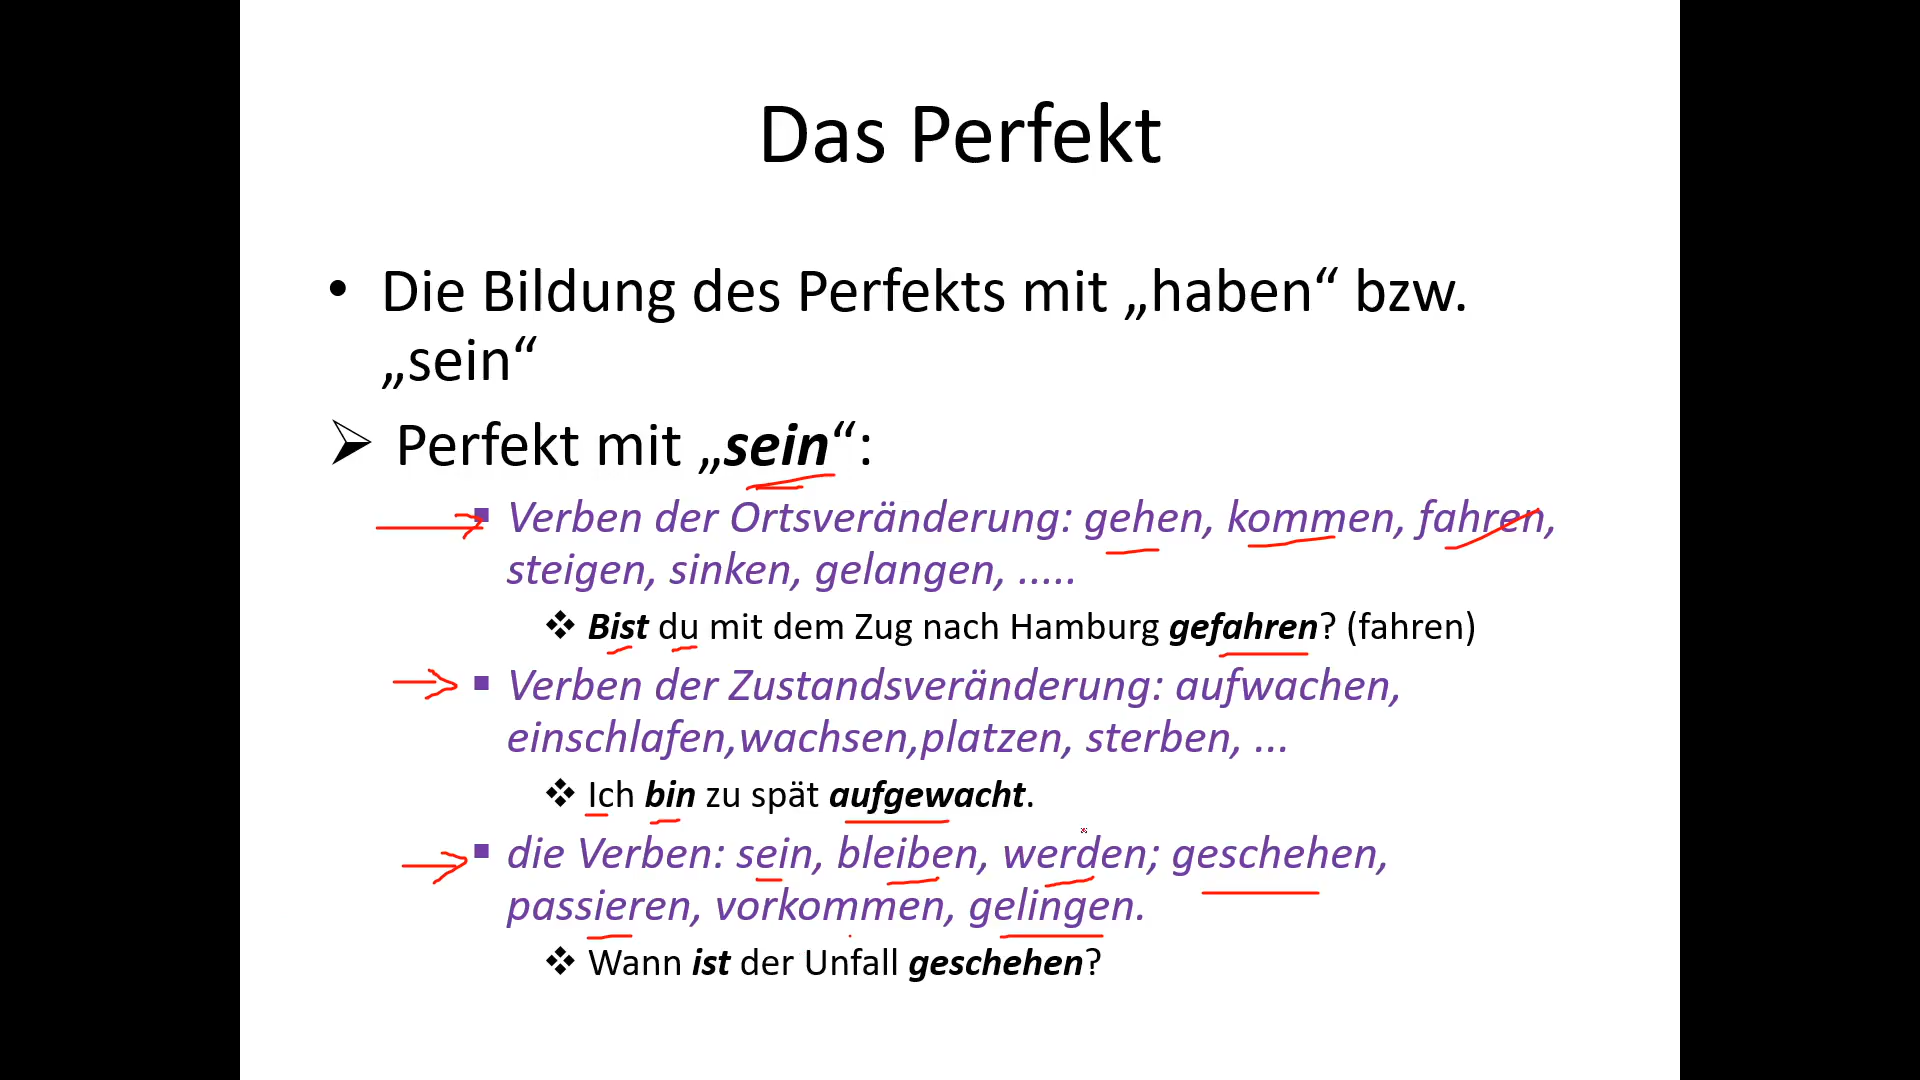 Das Perfekt
• Die Bildung des Perfekts mit „haben“ bzw.
„sein“
➢ Perfekt mit „sein“:
▪ Verben der Ortsveränderung: gehen, kommen, fahren,
steigen, sinken, gelangen, .....
❖ Bist du mit dem Zug nach Hamburg gefahren? (fahren)
▪ Verben der Zustandsveränderung: aufwachen,
einschlafen,wachsen,platzen, sterben, ...
❖ Ich bin zu spät aufgewacht.
▪ die Verben: sein, bleiben, werden; geschehen,
passieren, vorkommen, gelingen.
❖ Wann ist der Unfall geschehen?